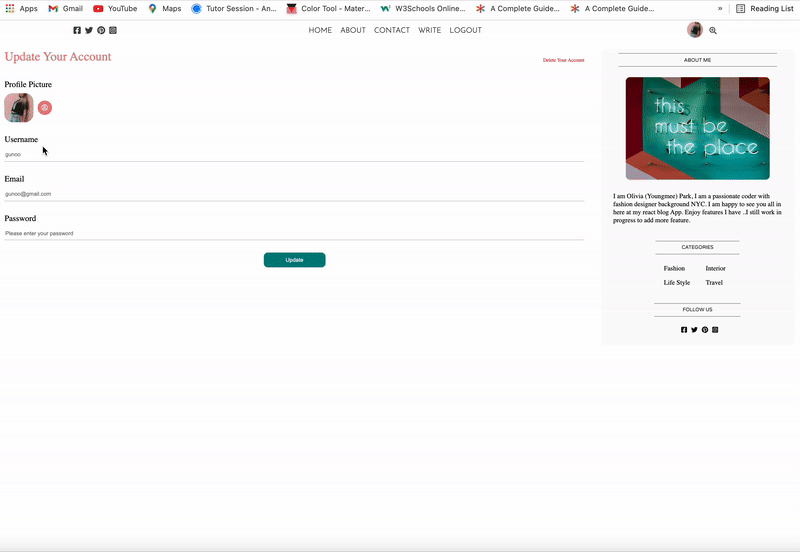 Apps Gmail YouTube Maps Tutor Session - An... Color Tool - Mater... W3Schools Online... A Complete Guide... A Complete Guide... » Reading List
HOME ABOUT CONTACT WRITE LOGOUT
Update Your Account
Delete Your Account
Profile Picture
Username
gunoo
Email
gunoo@gmail.com
Password
Please enter your password
Update
ABOUT ME
this
must be
the place
I am Olivia (Youngmee) Park, I am a passionate coder with
fashion designer background NYC. I am happy to see you all in
here at my react blog App. Enjoy features I have ..I still work in
progress to add more feature.
CATEGORIES
Fashion Interior
Life Style Travel
FOLLOW US